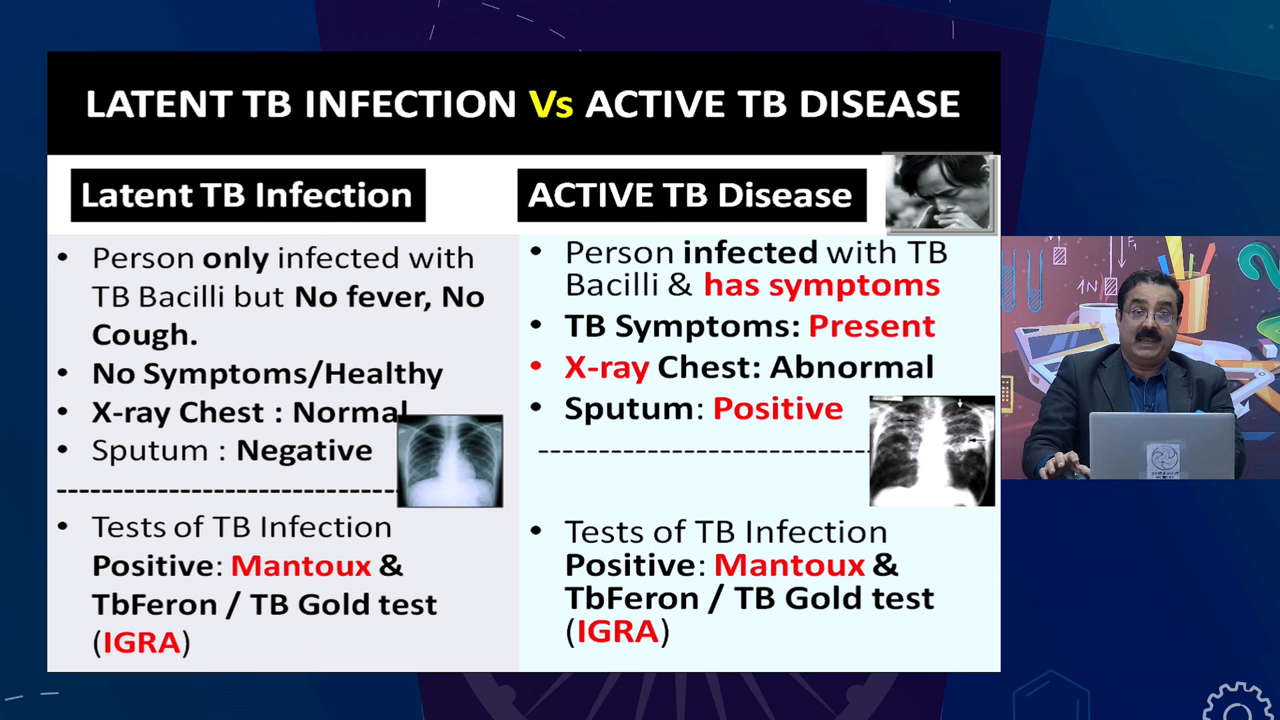 LATENT TB INFECTION Vs ACTIVE TB DISEASE
Latent TB Infection
• Person only infected with
TB Bacilli but No fever, No
Cough.
• No Symptoms/Healthy
• X-ray Chest : Normal
• Sputum : Negative
--------------------------------
• Tests of TB Infection
Positive: Mantoux &
TbFeron / TB Gold test
(IGRA)
ACTIVE TB Disease
• Person infected with TB
Bacilli & has symptoms
• TB Symptoms: Present
• X-ray Chest: Abnormal
• Sputum: Positive
----------------------------
• Tests of TB Infection
Positive: Mantoux &
TbFeron / TB Gold test
(IGRA)
1N
F₁